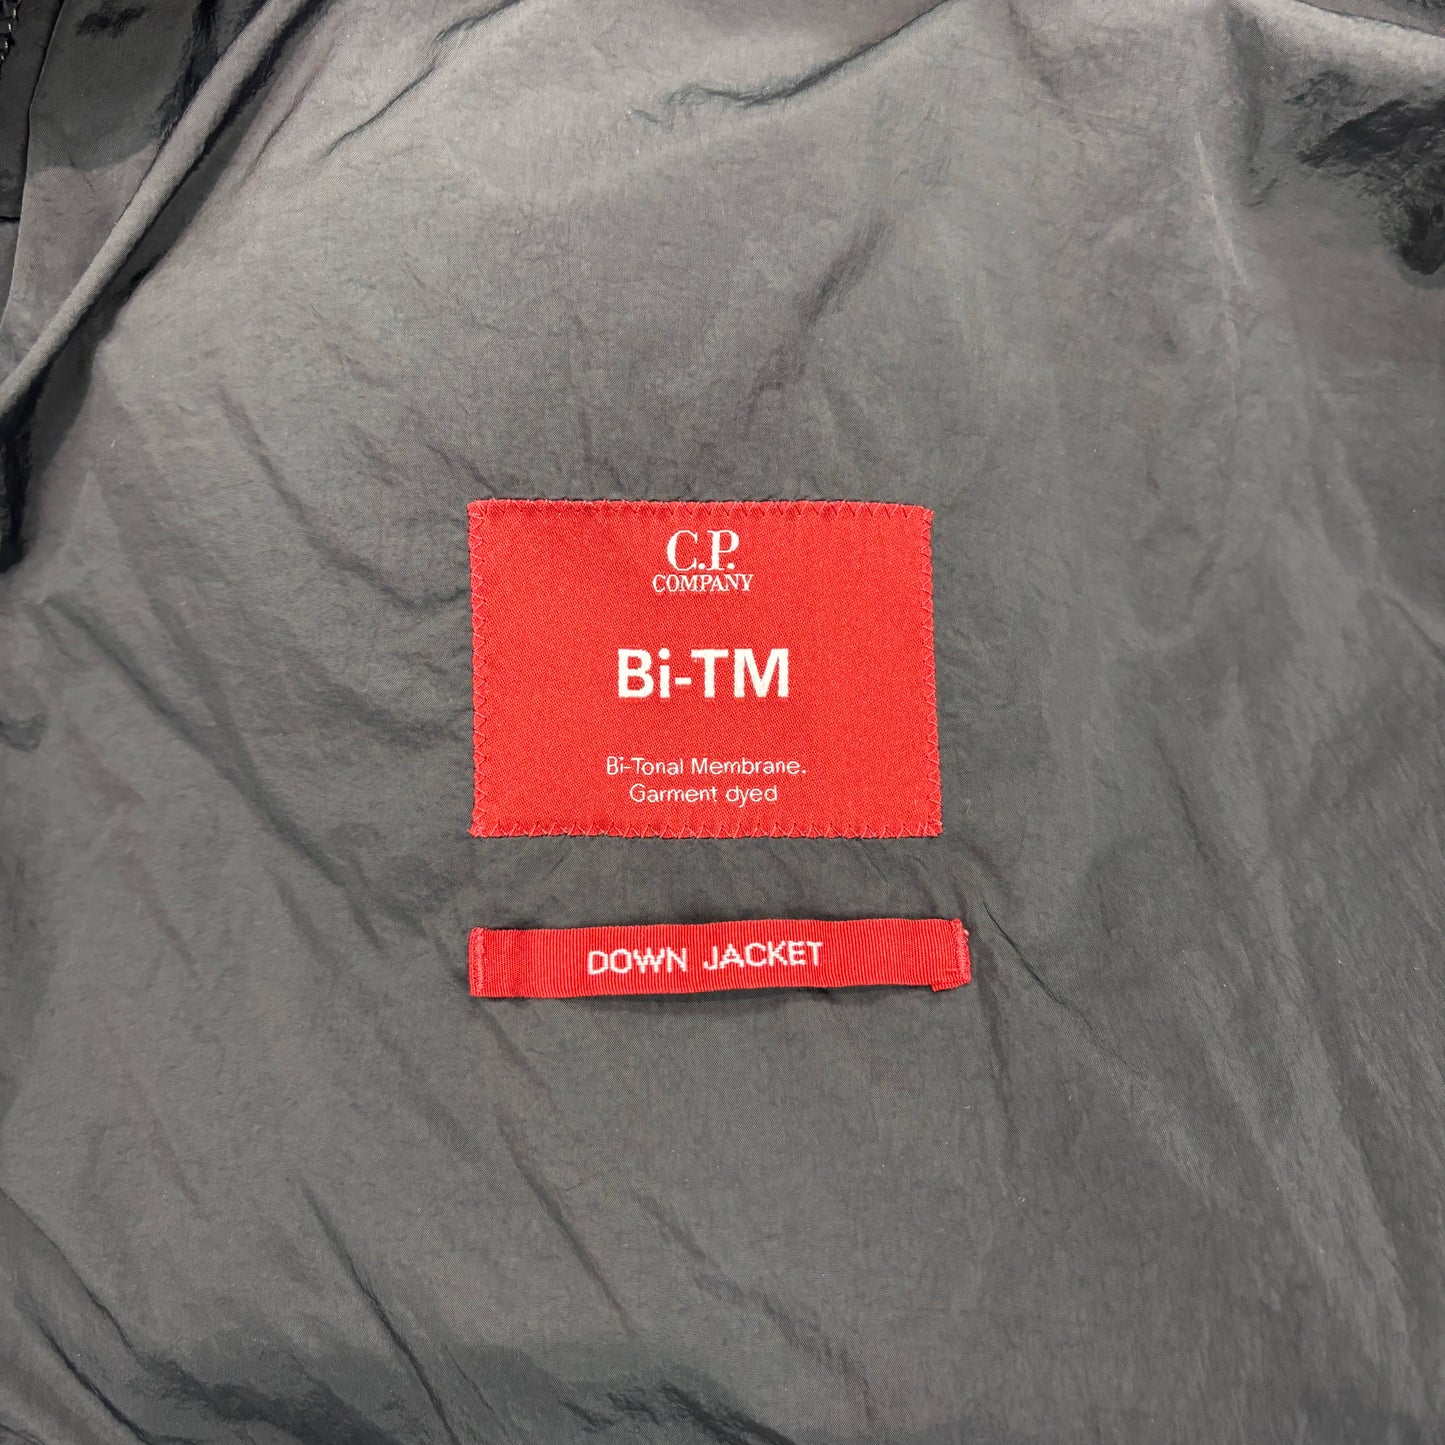 C.P.
COMPANY
Bi-TM
Bi-Tonal Membrane.
Garment dyed
DOWN JACKET